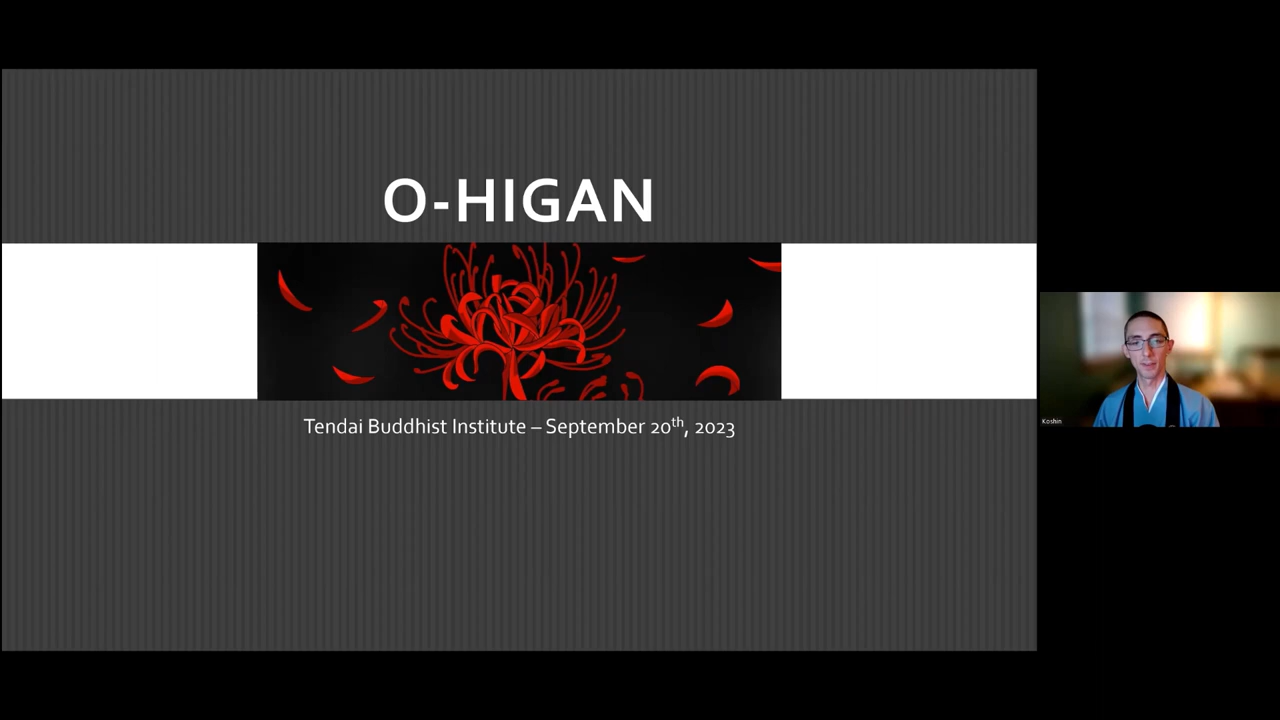 O-HIGAN
Tendai Buddhist Institute – September 20th, 2023
Koshin